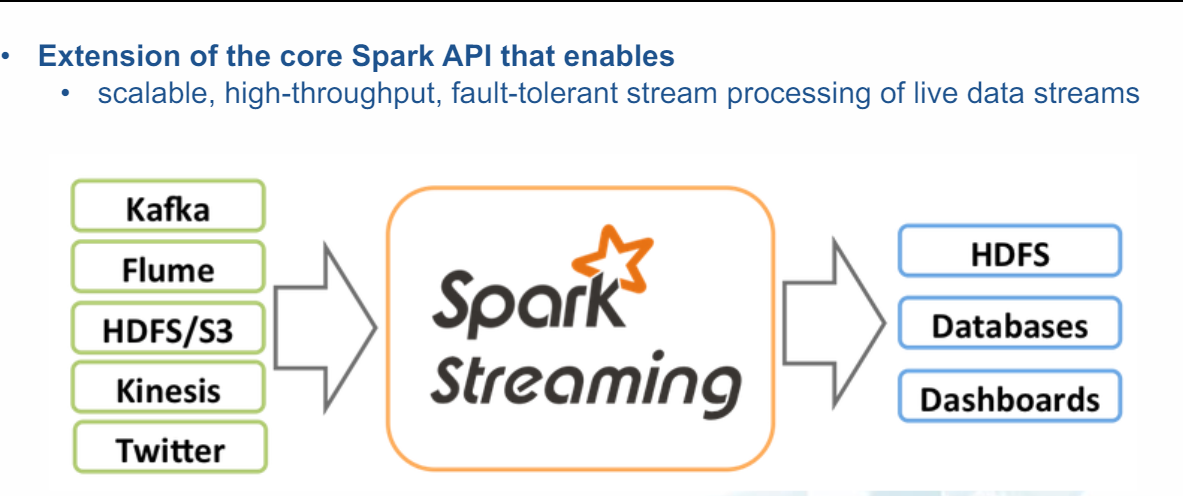 • Extension of the core Spark API that enables
• scalable, high-throughput, fault-tolerant stream processing of live data streams
Kafka
Flume
HDFS/S3
Kinesis
Twitter
Spark
Streaming
HDFS
Databases
Dashboards